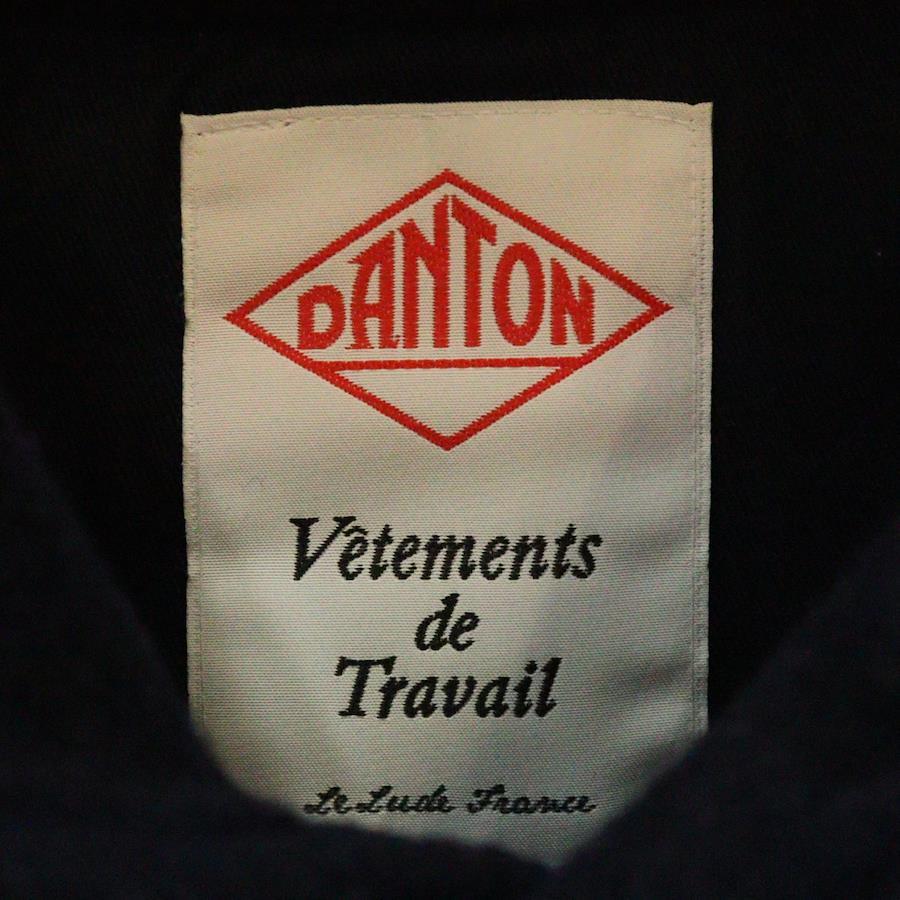 DANTON
Vêtements
de
Travail
Le Lude France